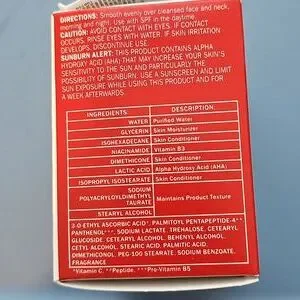 DIRECTIONS: Smooth evenly over cleansed face and neck,
morning and night. Use with SPF in the daytime.
CAUTION: AVOID CONTACT WITH EYES. IF CONTACT
OCCURS, RINSE EYES WITH WATER. IF SKIN IRRITATION
DEVELOPS, DISCONTINUE USE.
SUNBURN ALERT: THIS PRODUCT CONTAINS ALPHA
HYDROXY ACID (AHA) THAT MAY INCREASE YOUR SKIN'S
SENSITIVITY TO THE SUN AND PARTICULARLY THE
POSSIBILITY OF SUNBURN. USE A SUNSCREEN AND LIMIT
SUN EXPOSURE WHILE USING THIS PRODUCT AND FOR
A WEEK AFTERWARDS.
INGREDIENTS: DESCRIPTION:
WATER Purified Water
GLYCERIN Skin Moisturizer
ISOHEXADECANE Skin Conditioner
NIACINAMIDE Vitamin B3
DIMETHICONE Skin Conditioner
LACTIC ACID Alpha Hydroxy Acid (AHA)
ISOPROPYL ISOSTEARATE Skin Conditioner
SODIUM
POLYACRYLOYLDIMETHYL
TAURATE Maintains Product Texture
STEARYL ALCOHOL
3-O-ETHYL ASCORBIC ACID*, PALMITOYL PENTAPEPTIDE-4**
PANTHENOL***, SODIUM LACTATE, TREHALOSE, CETEARYL
GLUCOSIDE, CETEARYL ALCOHOL, BEHENYL ALCOHOL,
CETYL ALCOHOL, STEARIC ACID, PALMITIC ACID,
DIMETHICONOL, PEG-100 STEARATE, SODIUM BENZOATE,
FRAGRANCE
*Vitamin C. **Peptide. ***Pro-Vitamin B5